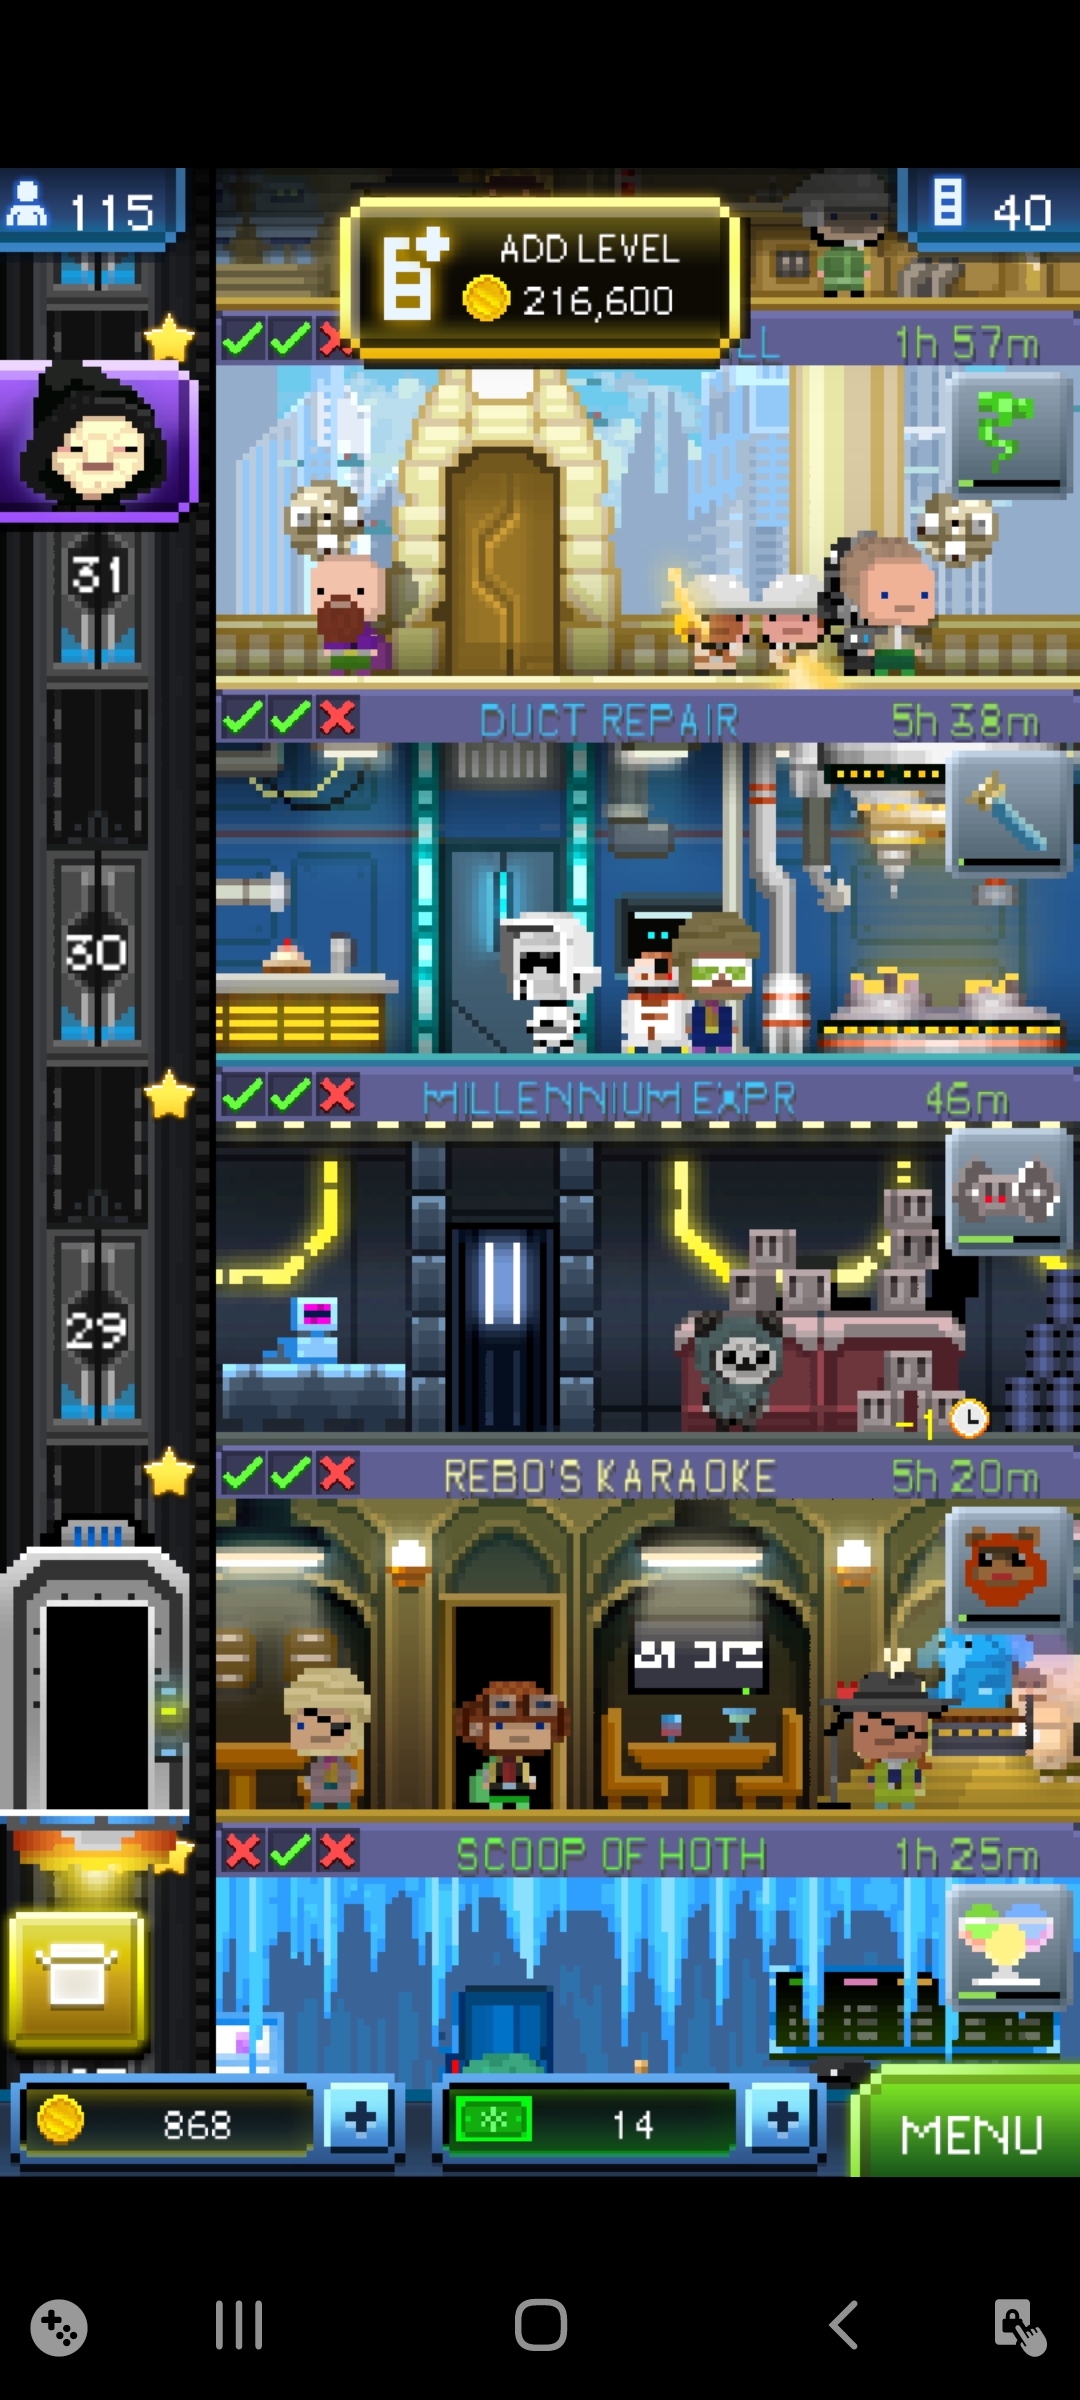 115
40
ADD LEVEL
216,600
LL
1h 57m
31
DUCT REPAIR
5h 38m
30
MILLENNIUM EXPR
46m
29
-1
REBO'S KARAOKE
5h 20m
SCOOP OF HOTH
1h 25m
868
14
MENU